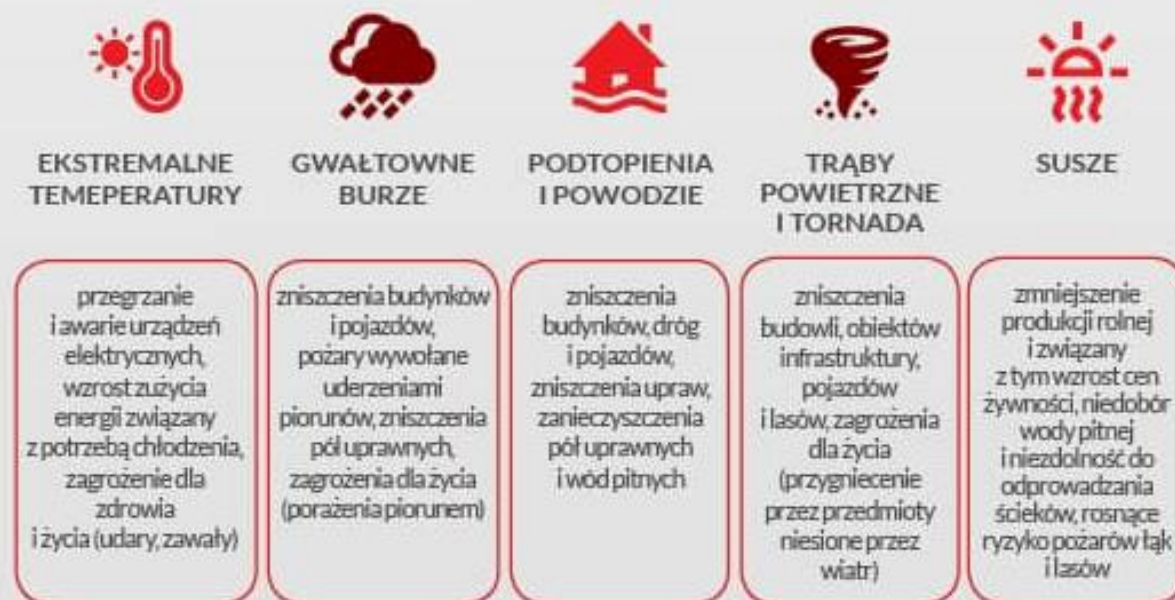 EKSTREMALNE
TEMEPERATURY
GWAŁTOWNE
BURZE
PODTOPIENIA
I POWODZIE
TRĄBY
POWIETRZNE
I TORNADA
SUSZE
przegrzanie
i awarie urządzeń
elektrycznych,
wzrost zużycia
energii związany
z potrzebą chłodzenia,
zagrożenie dla
zdrowia
i życia (udary, zawały)
zniszczenia budynków
i pojazdów,
pożary wywołane
uderzeniami
piorunów, zniszczenia
pól uprawnych,
zagrożenia dla życia
(porażenia piorunem)
zniszczenia
budynków, dróg
i pojazdów,
zniszczenia upraw,
zanieczyszczenia
pól uprawnych
i wód pitnych
zniszczenia
budowli, obiektów
infrastruktury,
pojazdów
i lasów, zagrożenia
dla życia
(przygniecenie
przez przedmioty
niesione przez
wiatr)
zmniejszenie
produkcji rolnej
i związany
z tym wzrost cen
żywności, niedobór
wody pitnej
i niezdolność do
odprowadzania
ścieków, rosnące
ryzyko pożarów łąk
i lasów